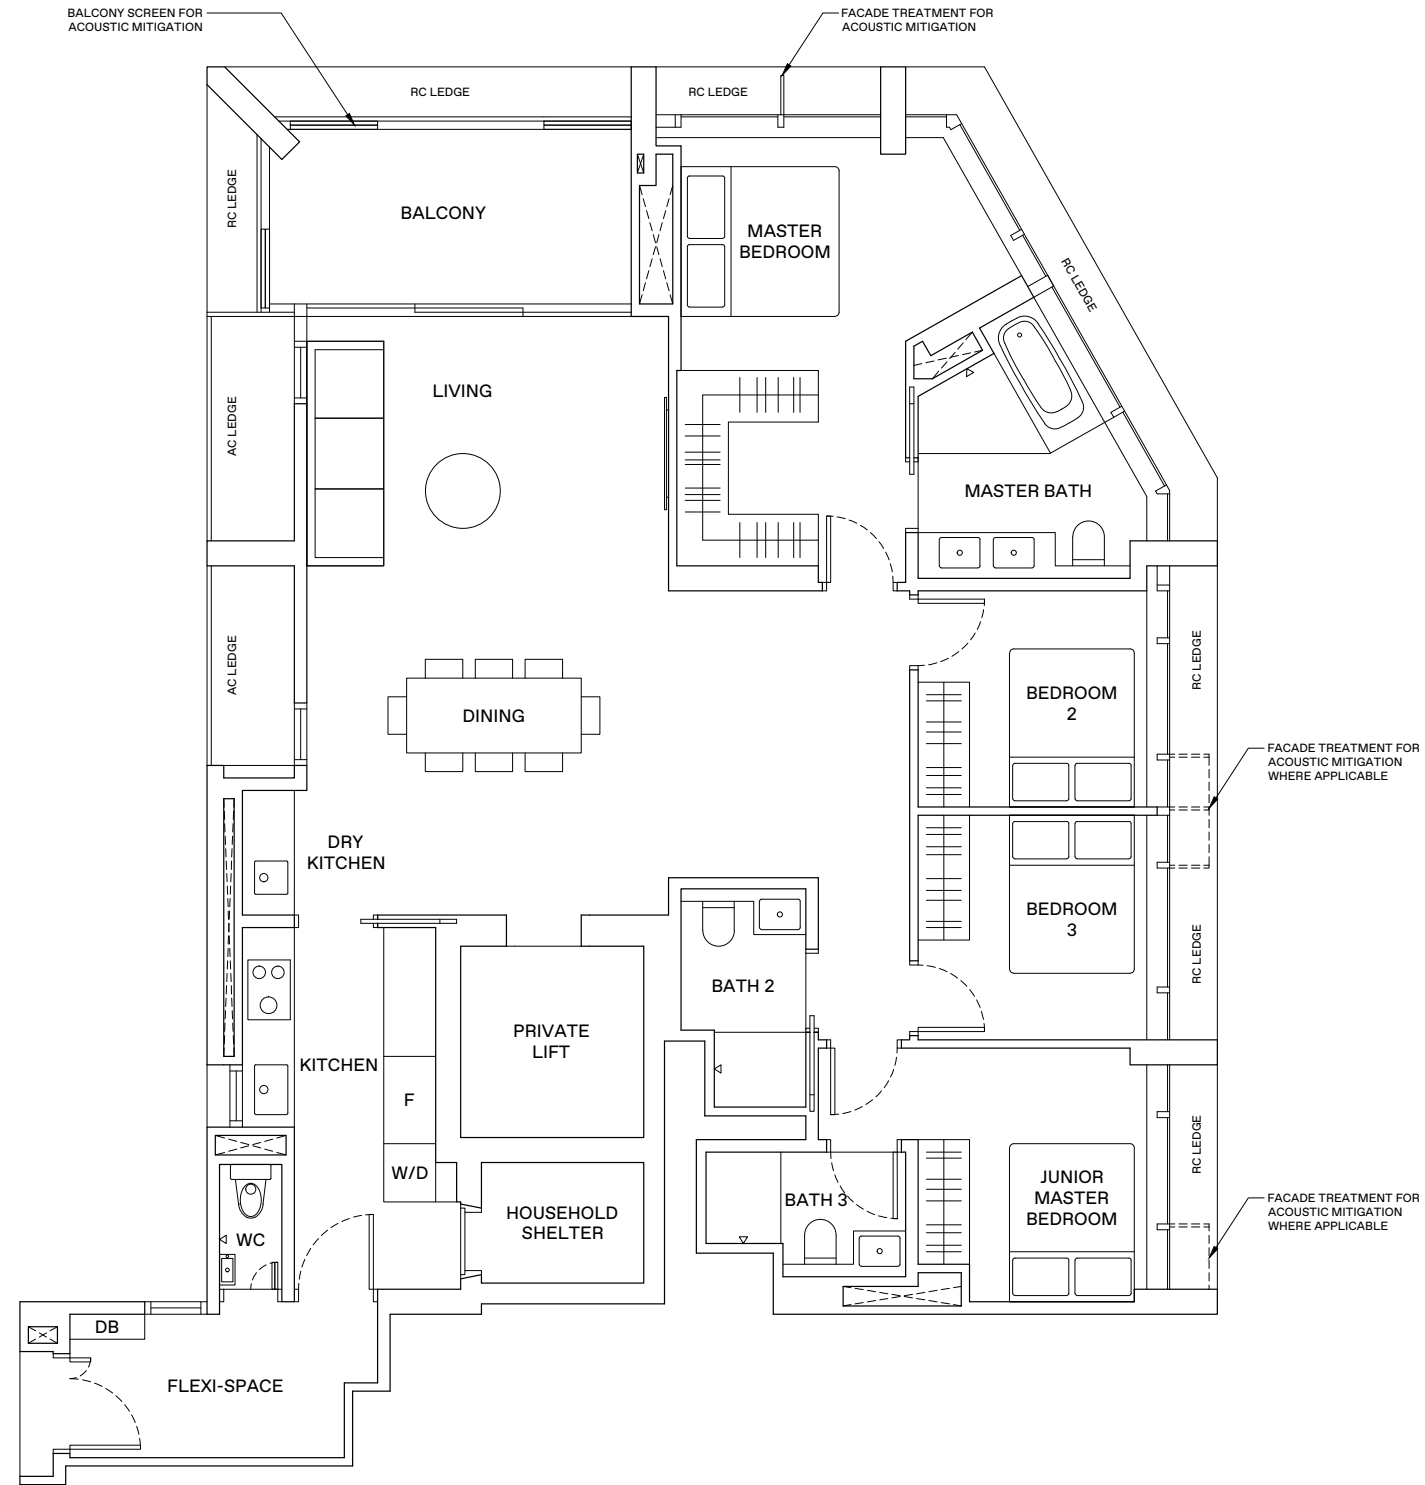 BALCONY SCREEN FOR
ACOUSTIC MITIGATION
FACADE TREATMENT FOR
ACOUSTIC MITIGATION
RC LEDGE
RC LEDGE
RC LEDGE
BALCONY
MASTER
BEDROOM
RC LEDGE
LIVING
AC LEDGE
MASTER BATH
AC LEDGE
RC LEDGE
BEDROOM
2
DINING
FACADE TREATMENT FOR
ACOUSTIC MITIGATION
WHERE APPLICABLE
DRY
KITCHEN
BEDROOM
3
RC LEDGE
BATH 2
PRIVATE
LIFT
KITCHEN
F
RC LEDGE
W/D
BATH 3
JUNIOR
MASTER
BEDROOM
HOUSEHOLD
SHELTER
FACADE TREATMENT FOR
ACOUSTIC MITIGATION
WHERE APPLICABLE
WC
DB
FLEXI-SPACE